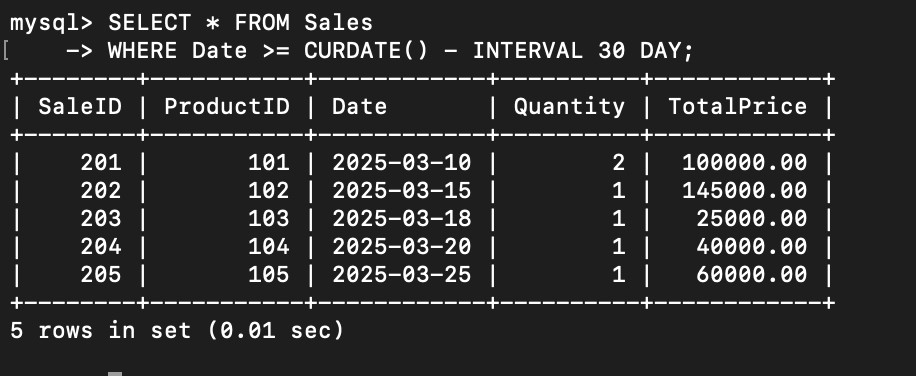 mysql> SELECT * FROM Sales
[    -> WHERE Date >= CURDATE() - INTERVAL 30 DAY;
+--------+-----------+------------+----------+------------+
| SaleID | ProductID | Date       | Quantity | TotalPrice |
+--------+-----------+------------+----------+------------+
|    201 |       101 | 2025-03-10 |        2 |  100000.00 |
|    202 |       102 | 2025-03-15 |        1 |  145000.00 |
|    203 |       103 | 2025-03-18 |        1 |   25000.00 |
|    204 |       104 | 2025-03-20 |        1 |   40000.00 |
|    205 |       105 | 2025-03-25 |        1 |   60000.00 |
+--------+-----------+------------+----------+------------+
5 rows in set (0.01 sec)